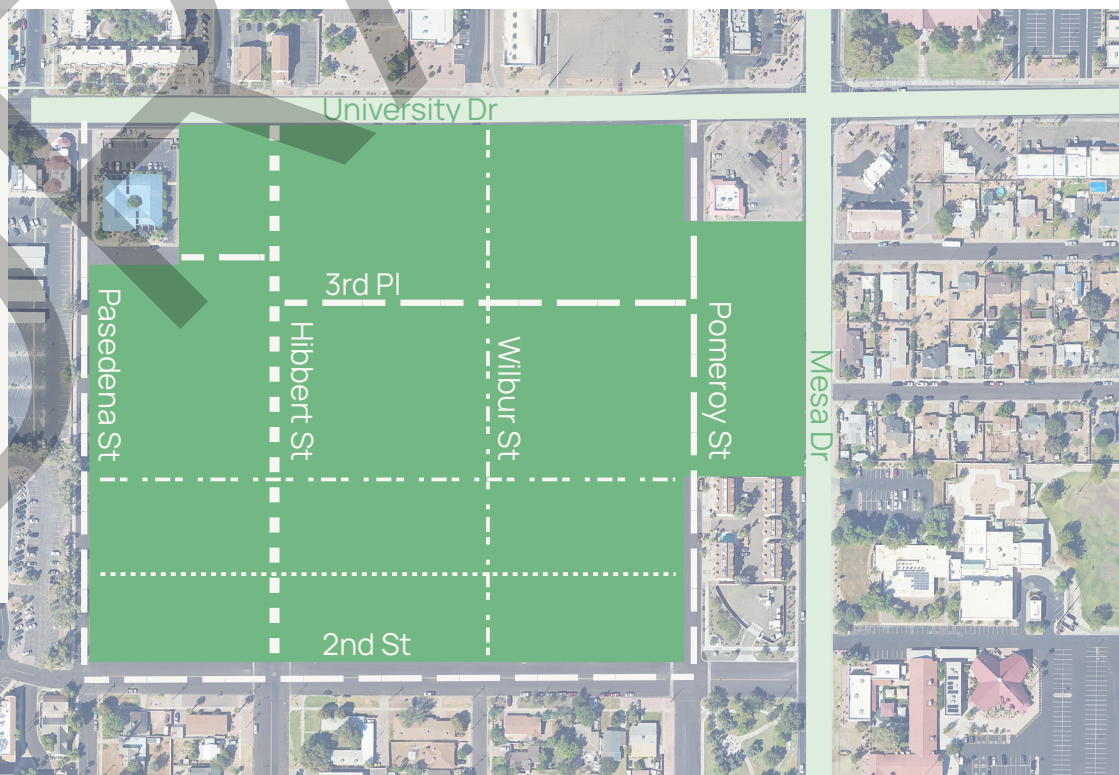 University Dr
3rd Pl
Pasedena St
Hibbert St
Wilbur St
Pomeroy St
Mesa Dr
2nd St